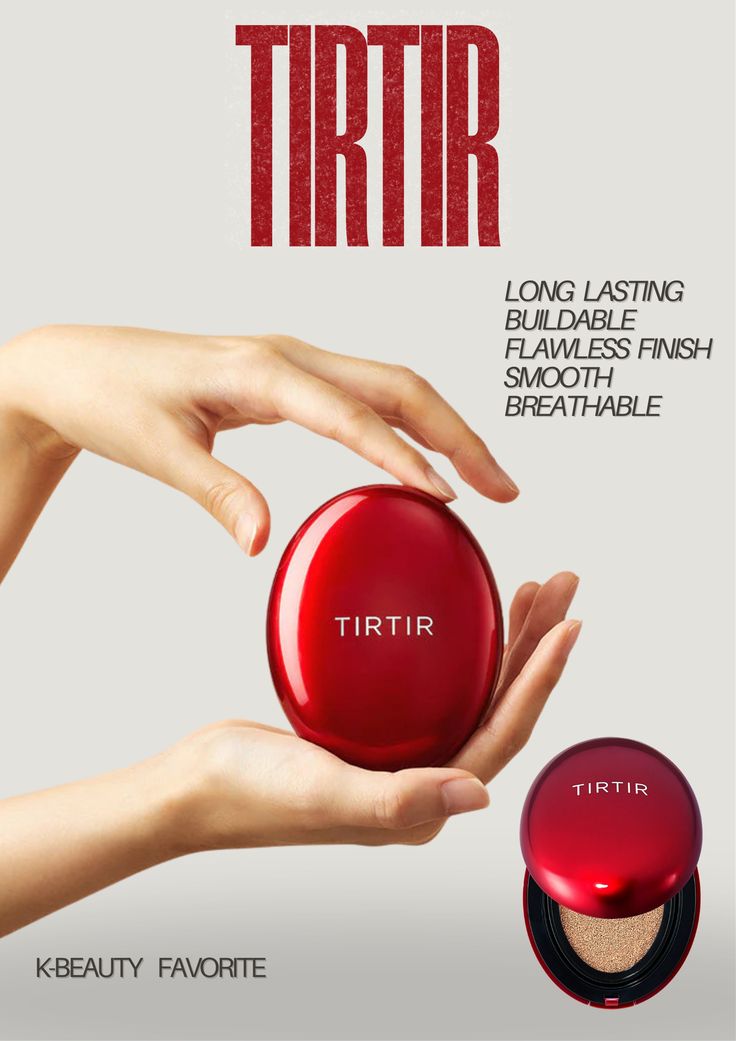 TIRTIR
LONG LASTING
BUILDABLE
FLAWLESS FINISH
SMOOTH
BREATHABLE
TIRTIR
TIRTIR
K-BEAUTY FAVORITE